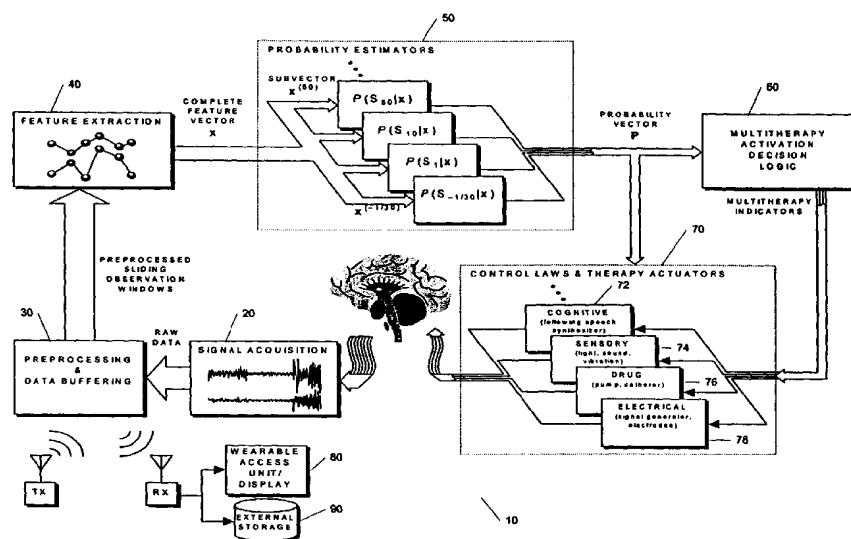 50
PROBABILITY ESTIMATORS
40
FEATURE EXTRACTION
COMPLETE
FEATURE
VECTOR
X
SUBVECTOR
X (60)
P(S60|x)
P(S10|x)
P(S1|x)
P(S−1/30|x)
X (−1/30)
PROBABILITY
VECTOR
P
60
MULTITHERAPY
ACTIVATION
DECISION
LOGIC
MULTITHERAPY
INDICATORS
PREPROCESSED
SLIDING
OBSERVATION
WINDOWS
70
CONTROL LAWS & THERAPY ACTUATORS
72
COGNITIVE
(following speech
synthesizer)
SENSORY
(light, sound,
vibration)
74
DRUG
(pump, catheter)
76
ELECTRICAL
(signal generator,
electrodes)
78
30
PREPROCESSING
&
DATA BUFFERING
RAW
DATA
20
SIGNAL ACQUISITION
TX
RX
WEARABLE
ACCESS
UNIT/
DISPLAY
80
EXTERNAL
STORAGE
90
10